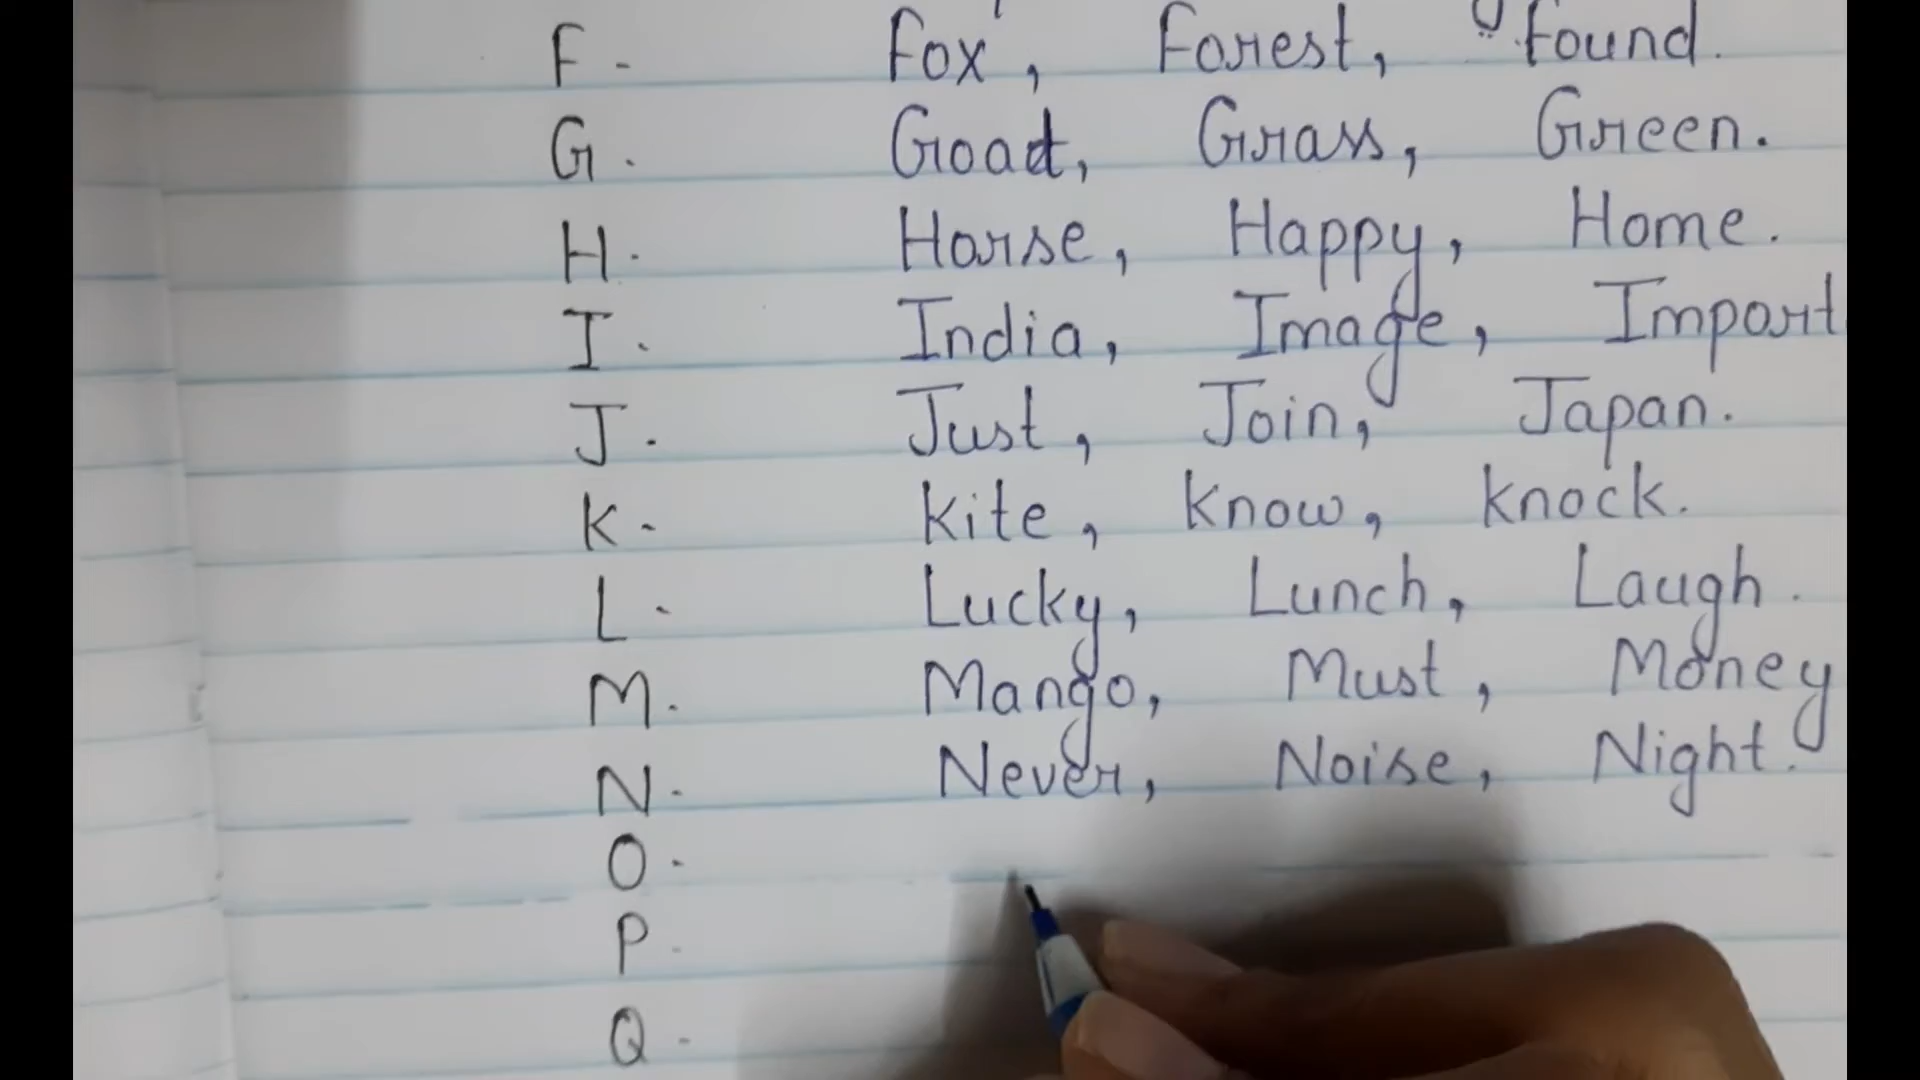 F - Fox, Forest, found.
G. Goat, Grass, Green.
H. Horse, Happy, Home.
I. India, Image, Import
J. Just, Join, Japan.
K - Kite, Know, Knock.
L - Lucky, Lunch, Laugh.
M. Mango, Must, Money
N. Never, Noise, Night.
O.
P.
Q -